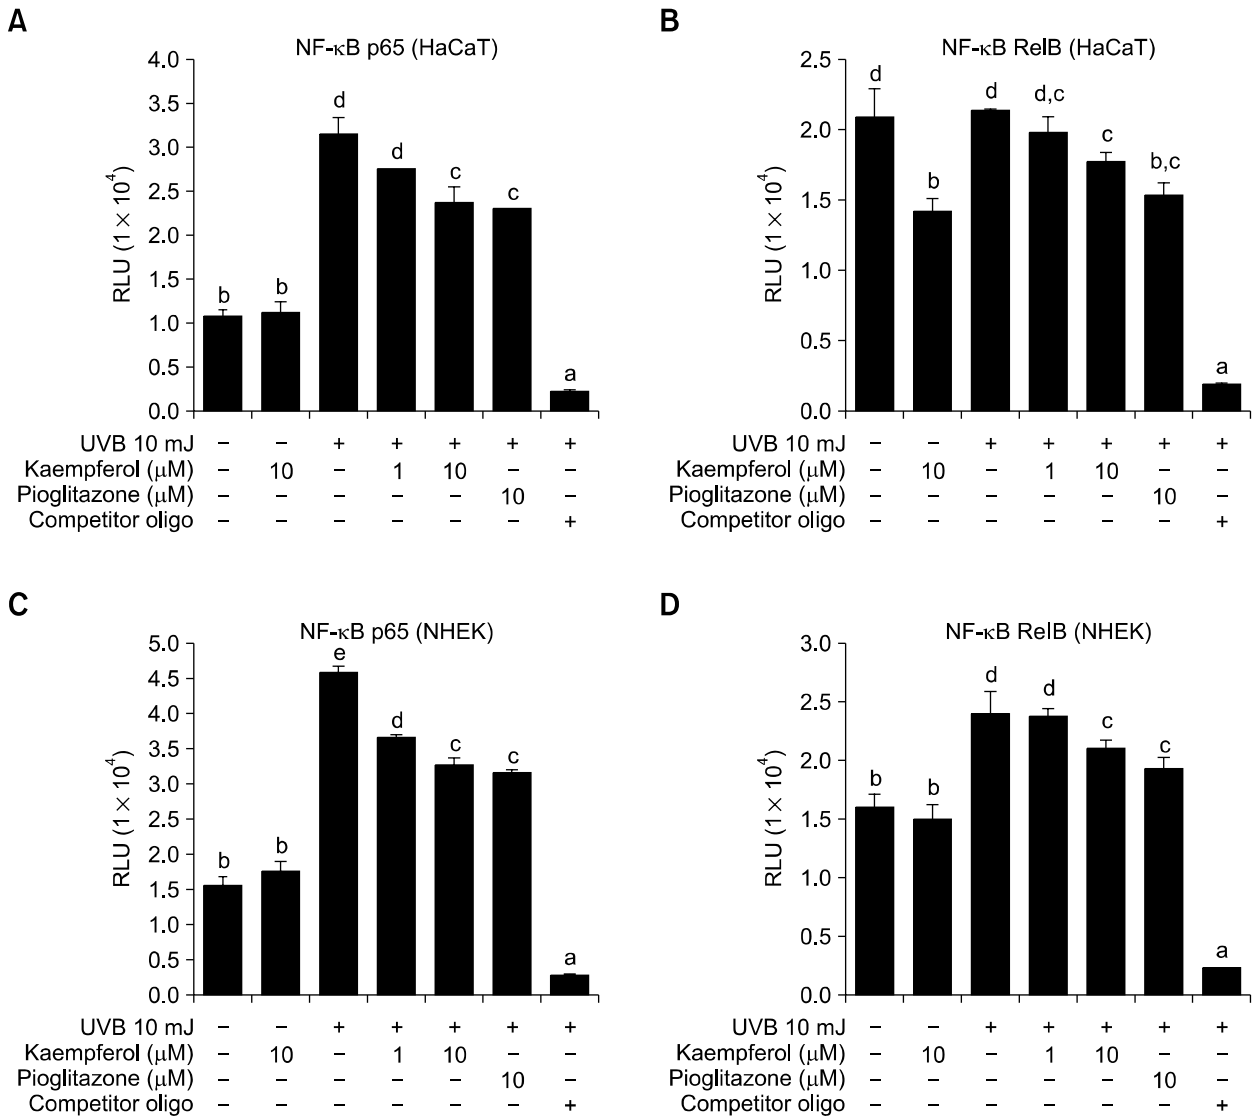 A
NF-κB p65 (HaCaT)
4.0
3.5
3.0
2.5
2.0
1.5
1.0
0.5
0.0
RLU (1 × 10⁴)
b b d d c c a
UVB 10 mJ – – + + + + +
Kaempferol (μM) – 10 – 1 10 – –
Pioglitazone (μM) – – – – – 10 –
Competitor oligo – – – – – – +
B
NF-κB RelB (HaCaT)
2.5
2.0
1.5
1.0
0.5
0.0
RLU (1 × 10⁴)
d b d d,c c b,c a
UVB 10 mJ – – + + + + +
Kaempferol (μM) – 10 – 1 10 – –
Pioglitazone (μM) – – – – – 10 –
Competitor oligo – – – – – – +
C
NF-κB p65 (NHEK)
5.0
4.5
4.0
3.5
3.0
2.5
2.0
1.5
1.0
0.5
0.0
RLU (1 × 10⁴)
b b e d c c a
UVB 10 mJ – – + + + + +
Kaempferol (μM) – 10 – 1 10 – –
Pioglitazone (μM) – – – – – 10 –
Competitor oligo – – – – – – +
D
NF-κB RelB (NHEK)
3.0
2.5
2.0
1.5
1.0
0.5
0.0
RLU (1 × 10⁴)
b b d d c c a
UVB 10 mJ – – + + + + +
Kaempferol (μM) – 10 – 1 10 – –
Pioglitazone (μM) – – – – – 10 –
Competitor oligo – – – – – – +